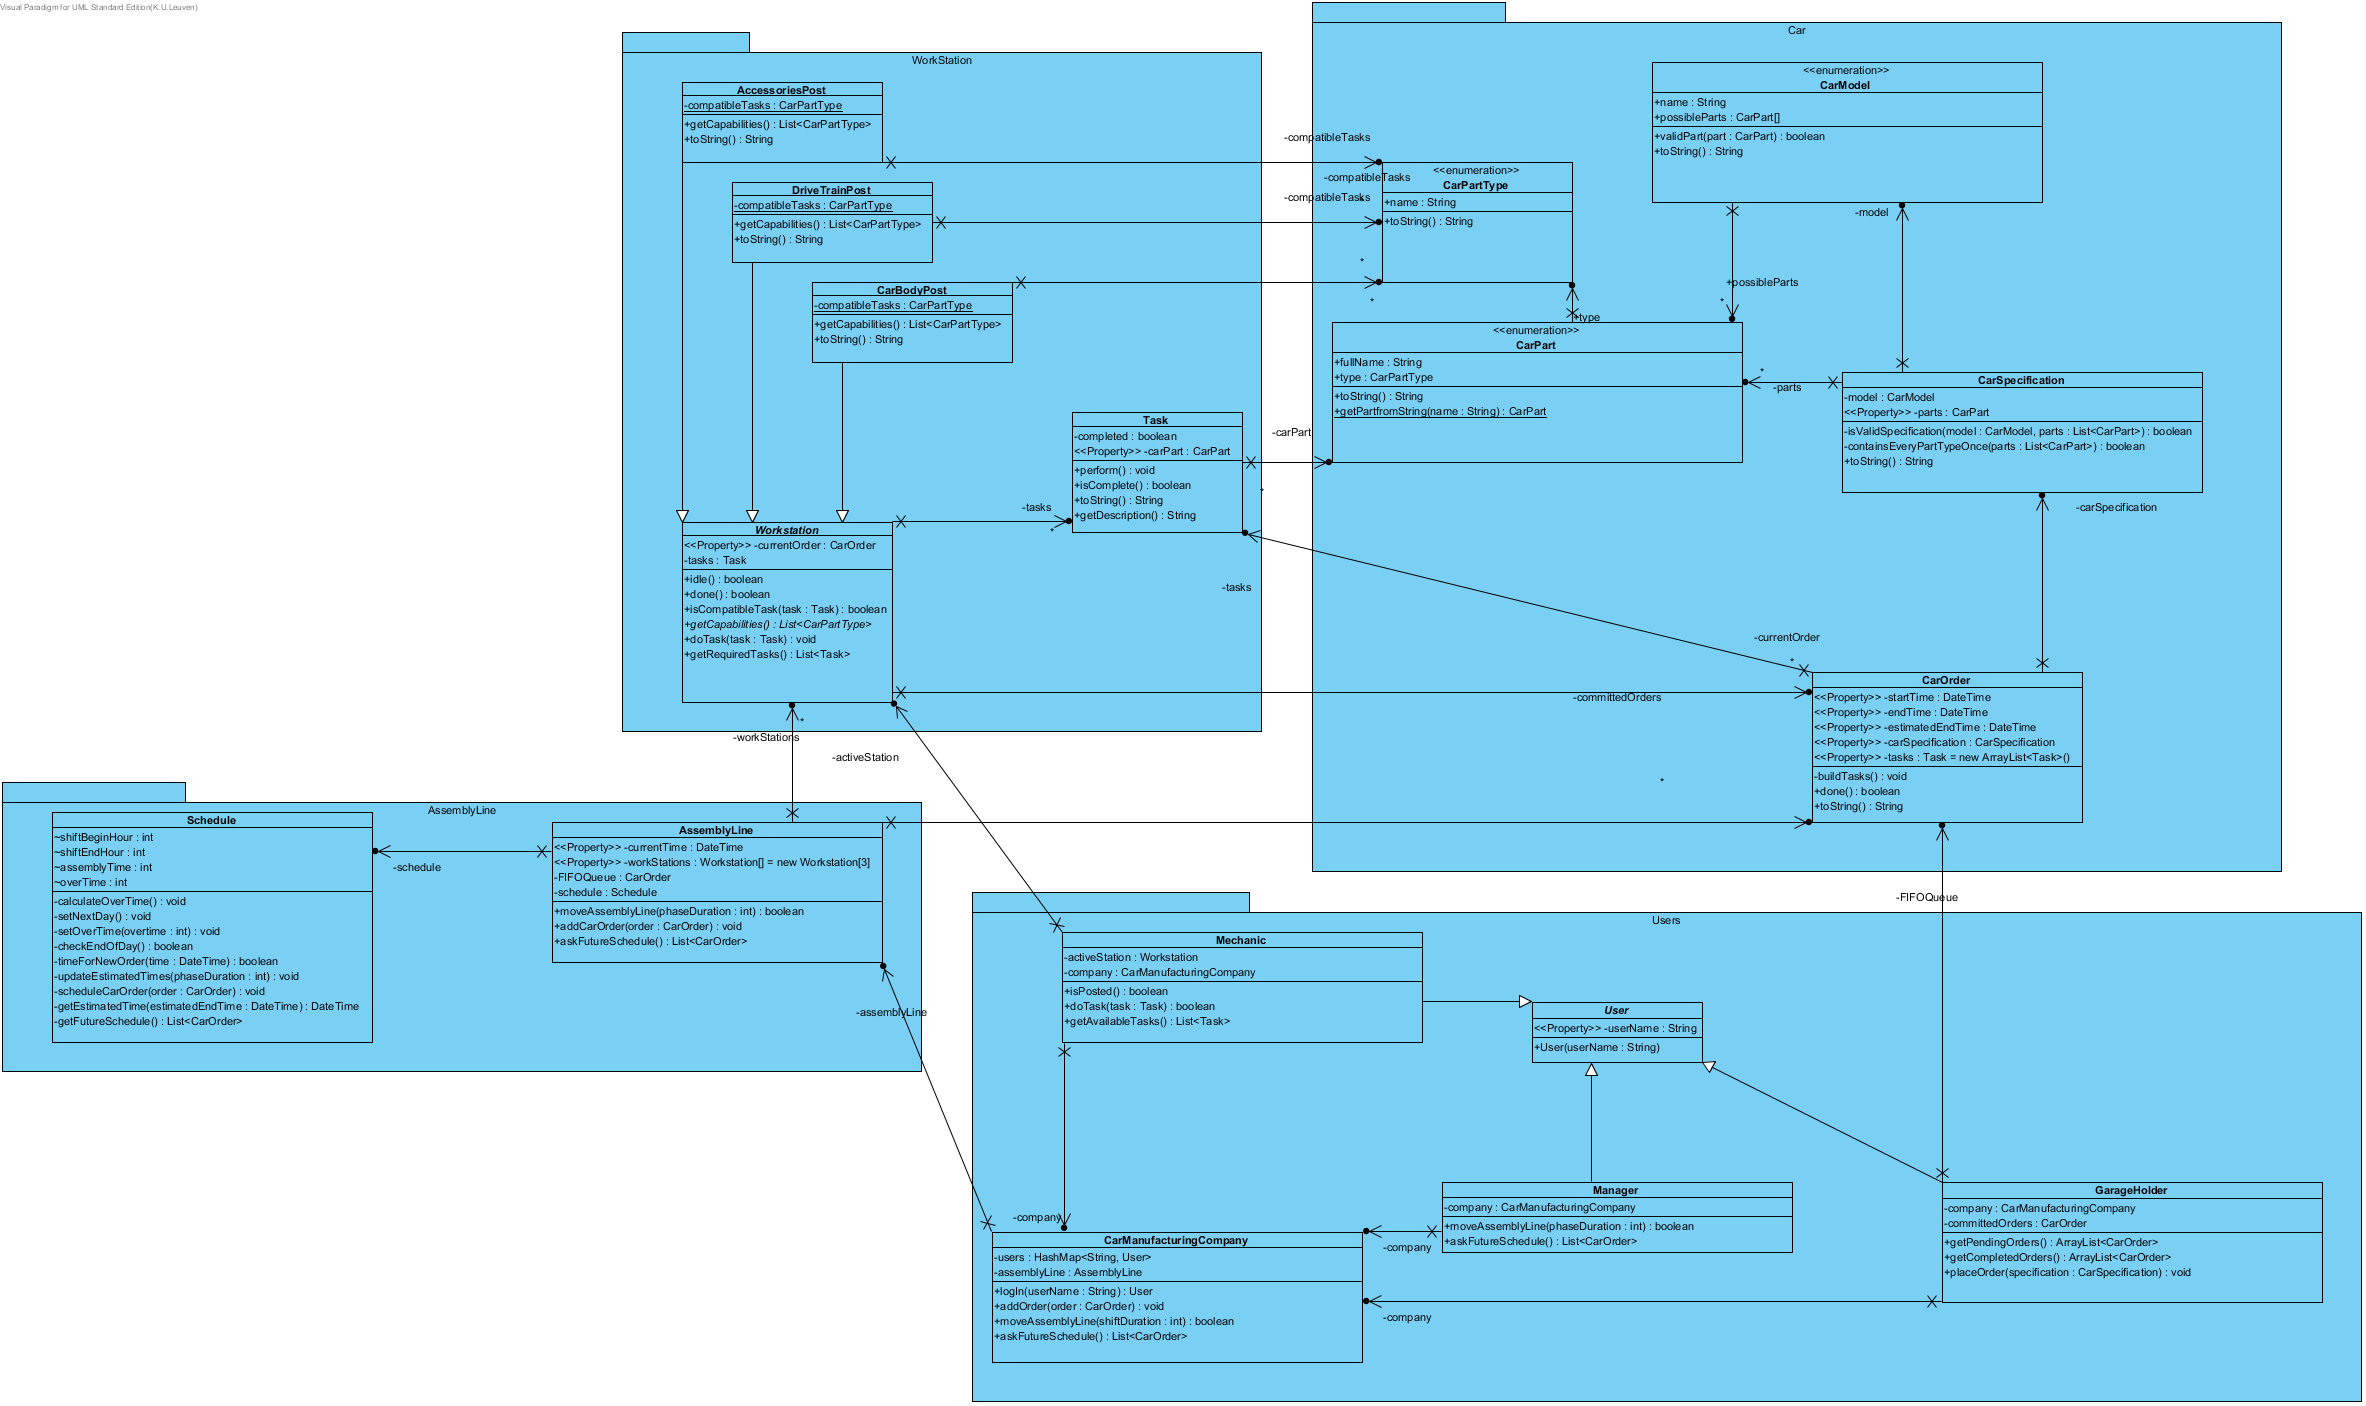 Visual Paradigm for UML Standard Edition(K.U.Leuven)
WorkStation
AccessoriesPost
-compatibleTasks : CarPartType
+getCapabilities() : List<CarPartType>
+toString() : String
DriveTrainPost
-compatibleTasks : CarPartType
+getCapabilities() : List<CarPartType>
+toString() : String
CarBodyPost
-compatibleTasks : CarPartType
+getCapabilities() : List<CarPartType>
+toString() : String
Task
-completed : boolean
<<Property>> -carPart : CarPart
+perform() : void
+isComplete() : boolean
+toString() : String
+getDescription() : String
Workstation
<<Property>> -currentOrder : CarOrder
-tasks : Task
+idle() : boolean
+done() : boolean
+isCompatibleTask(task : Task) : boolean
+getCapabilities() : List<CarPartType>
+doTask(task : Task) : void
+getRequiredTasks() : List<Task>
-tasks
*
-workStations
*
-activeStation
Car
<<enumeration>>
CarModel
+name : String
+possibleParts : CarPart[]
+validPart(part : CarPart) : boolean
+toString() : String
-compatibleTasks
-compatibleTasks
-compatibleTasks
*
*
*
<<enumeration>>
CarPartType
+name : String
+toString() : String
-model
+possibleParts
*
+type
<<enumeration>>
CarPart
+fullName : String
+type : CarPartType
+toString() : String
+getPartfromString(name : String) : CarPart
*
-parts
CarSpecification
-model : CarModel
<<Property>> -parts : CarPart
-isValidSpecification(model : CarModel, parts : List<CarPart>) : boolean
-containsEveryPartTypeOnce(parts : List<CarPart>) : boolean
+toString() : String
-carPart
*
-carSpecification
-tasks
-currentOrder
*
-committedOrders
*
CarOrder
<<Property>> -startTime : DateTime
<<Property>> -endTime : DateTime
<<Property>> -estimatedEndTime : DateTime
<<Property>> -carSpecification : CarSpecification
<<Property>> -tasks : Task = new ArrayList<Task>()
-buildTasks() : void
+done() : boolean
+toString() : String
AssemblyLine
Schedule
~shiftBeginHour : int
~shiftEndHour : int
~assemblyTime : int
~overTime : int
-calculateOverTime() : void
-setNextDay() : void
-setOverTime(overtime : int) : void
-checkEndOfDay() : boolean
-timeForNewOrder(time : DateTime) : boolean
-updateEstimatedTimes(phaseDuration : int) : void
-scheduleCarOrder(order : CarOrder) : void
-getEstimatedTime(estimatedEndTime : DateTime) : DateTime
-getFutureSchedule() : List<CarOrder>
-schedule
AssemblyLine
<<Property>> -currentTime : DateTime
<<Property>> -workStations : Workstation[] = new Workstation[3]
-FIFOQueue : CarOrder
-schedule : Schedule
+moveAssemblyLine(phaseDuration : int) : boolean
+addCarOrder(order : CarOrder) : void
+askFutureSchedule() : List<CarOrder>
-assemblyLine
-FIFOQueue
Users
Mechanic
-activeStation : Workstation
-company : CarManufacturingCompany
+isPosted() : boolean
+doTask(task : Task) : boolean
+getAvailableTasks() : List<Task>
User
<<Property>> -userName : String
+User(userName : String)
Manager
-company : CarManufacturingCompany
+moveAssemblyLine(phaseDuration : int) : boolean
+askFutureSchedule() : List<CarOrder>
GarageHolder
-company : CarManufacturingCompany
-committedOrders : CarOrder
+getPendingOrders() : ArrayList<CarOrder>
+getCompletedOrders() : ArrayList<CarOrder>
+placeOrder(specification : CarSpecification) : void
-company
-company
-company
CarManufacturingCompany
-users : HashMap<String, User>
-assemblyLine : AssemblyLine
+logIn(userName : String) : User
+addOrder(order : CarOrder) : void
+moveAssemblyLine(shiftDuration : int) : boolean
+askFutureSchedule() : List<CarOrder>